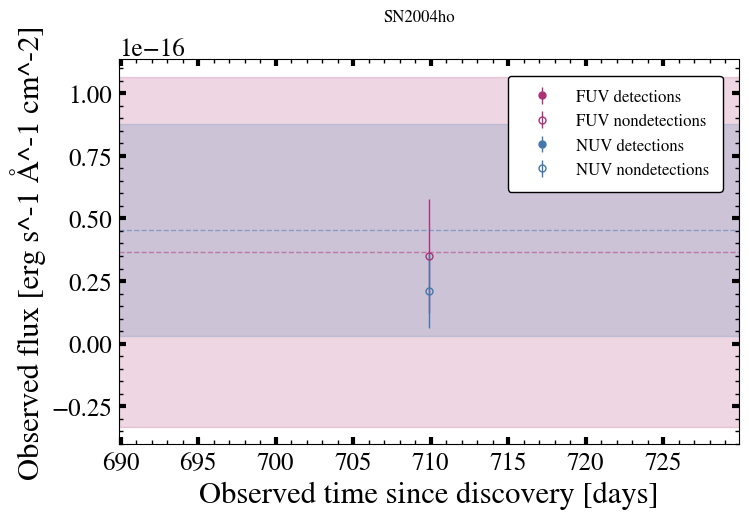 SN2004ho
1e−16
Observed flux [erg s^-1 Å^-1 cm^-2]
1.00
0.75
0.50
0.25
0.00
−0.25
FUV detections
FUV nondetections
NUV detections
NUV nondetections
690 695 700 705 710 715 720 725
Observed time since discovery [days]